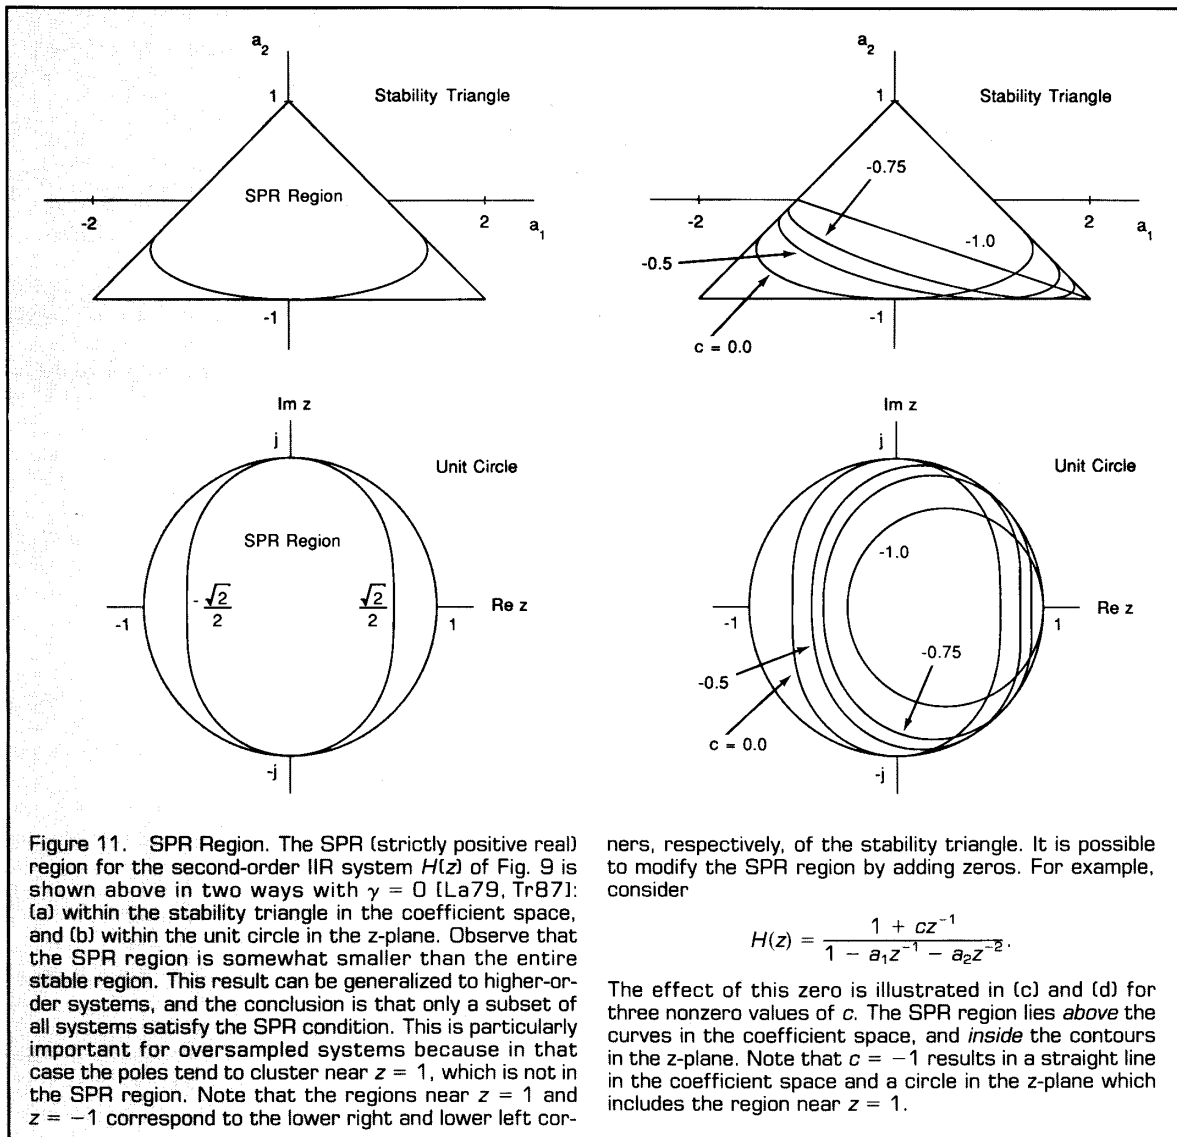 a₂
1
Stability Triangle
SPR Region
-2
2
a₁
-1
a₂
1
Stability Triangle
-0.75
-2
2
a₁
-1.0
-0.5
-1
c = 0.0
Im z
j
Unit Circle
SPR Region
-√2/2
√2/2
Re z
-1
1
-j
Im z
j
Unit Circle
-1.0
Re z
-1
1
-0.75
-0.5
c = 0.0
-j
Figure 11. SPR Region. The SPR (strictly positive real)
region for the second-order IIR system H(z) of Fig. 9 is
shown above in two ways with γ = 0 [La79, Tr87]:
(a) within the stability triangle in the coefficient space,
and (b) within the unit circle in the z-plane. Observe that
the SPR region is somewhat smaller than the entire
stable region. This result can be generalized to higher-or-
der systems, and the conclusion is that only a subset of
all systems satisfy the SPR condition. This is particularly
important for oversampled systems because in that
case the poles tend to cluster near z = 1, which is not in
the SPR region. Note that the regions near z = 1 and
z = -1 correspond to the lower right and lower left cor-
ners, respectively, of the stability triangle. It is possible
to modify the SPR region by adding zeros. For example,
consider
H(z) = (1 + cz⁻¹)/(1 - a₁z⁻¹ - a₂z⁻²).
The effect of this zero is illustrated in (c) and (d) for
three nonzero values of c. The SPR region lies above the
curves in the coefficient space, and inside the contours
in the z-plane. Note that c = -1 results in a straight line
in the coefficient space and a circle in the z-plane which
includes the region near z = 1.